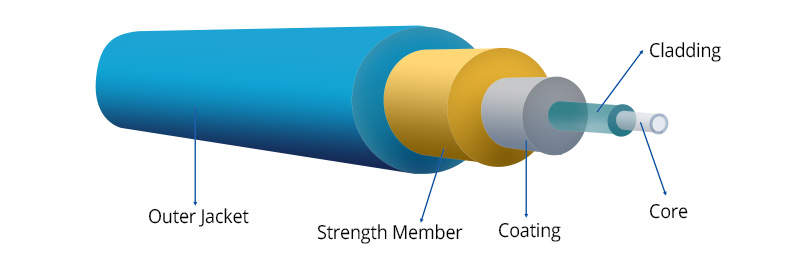 Cladding
Core
Outer Jacket
Strength Member
Coating